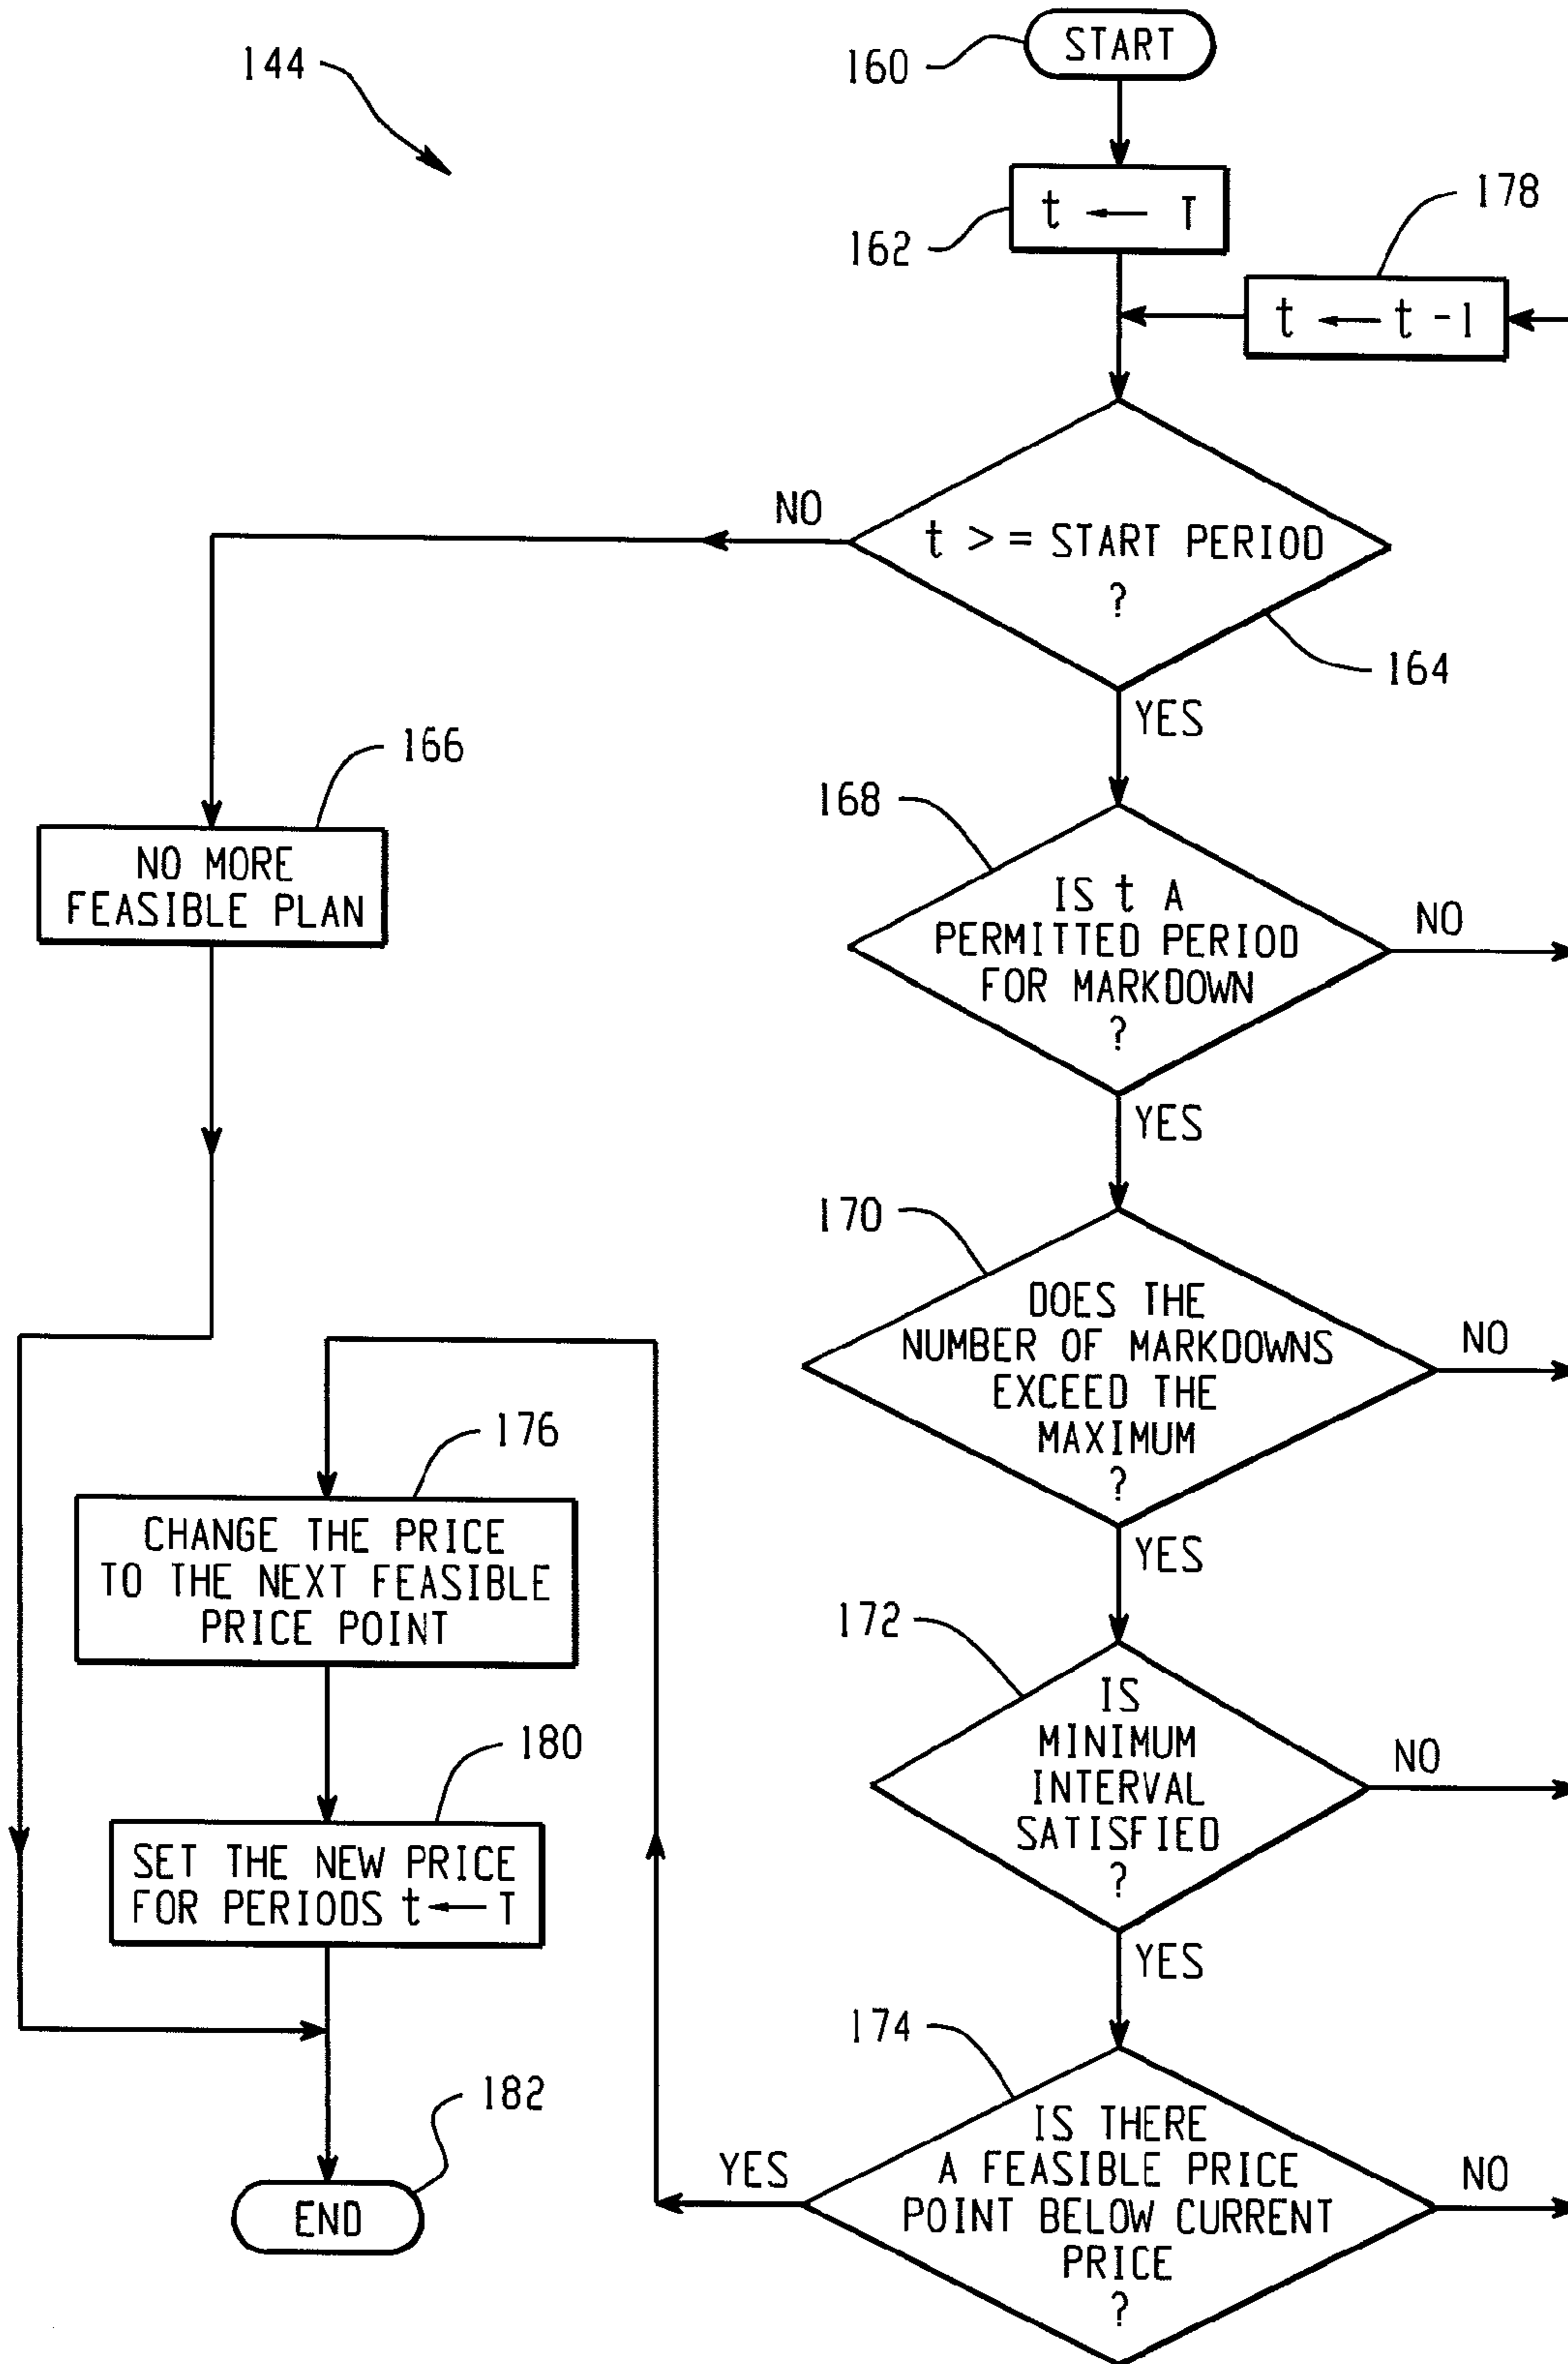 144
160
START
162
t ← T
178
t ← t -1
t > = START PERIOD
?
NO
164
YES
166
NO MORE
FEASIBLE PLAN
168
IS t A
PERMITTED PERIOD
FOR MARKDOWN
?
NO
YES
170
DOES THE
NUMBER OF MARKDOWNS
EXCEED THE
MAXIMUM
?
NO
YES
172
IS
MINIMUM
INTERVAL
SATISFIED
?
NO
YES
174
IS THERE
A FEASIBLE PRICE
POINT BELOW CURRENT
PRICE
?
NO
YES
176
CHANGE THE PRICE
TO THE NEXT FEASIBLE
PRICE POINT
180
SET THE NEW PRICE
FOR PERIODS t ← T
182
END